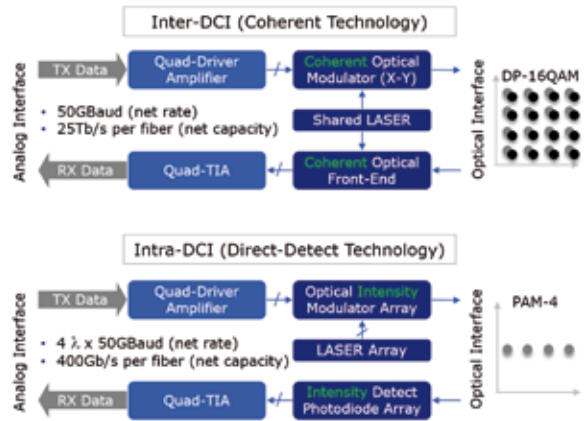 Inter-DCI (Coherent Technology)
Analog Interface
TX Data
Quad-Driver
Amplifier
Coherent Optical
Modulator (X-Y)
• 50GBaud (net rate)
• 25Tb/s per fiber (net capacity)
Shared LASER
RX Data
Quad-TIA
Coherent Optical
Front-End
Optical Interface
DP-16QAM
Intra-DCI (Direct-Detect Technology)
Analog Interface
TX Data
Quad-Driver
Amplifier
Optical Intensity
Modulator Array
• 4 λ x 50GBaud (net rate)
• 400Gb/s per fiber (net capacity)
LASER Array
RX Data
Quad-TIA
Intensity Detect
Photodiode Array
Optical Interface
PAM-4